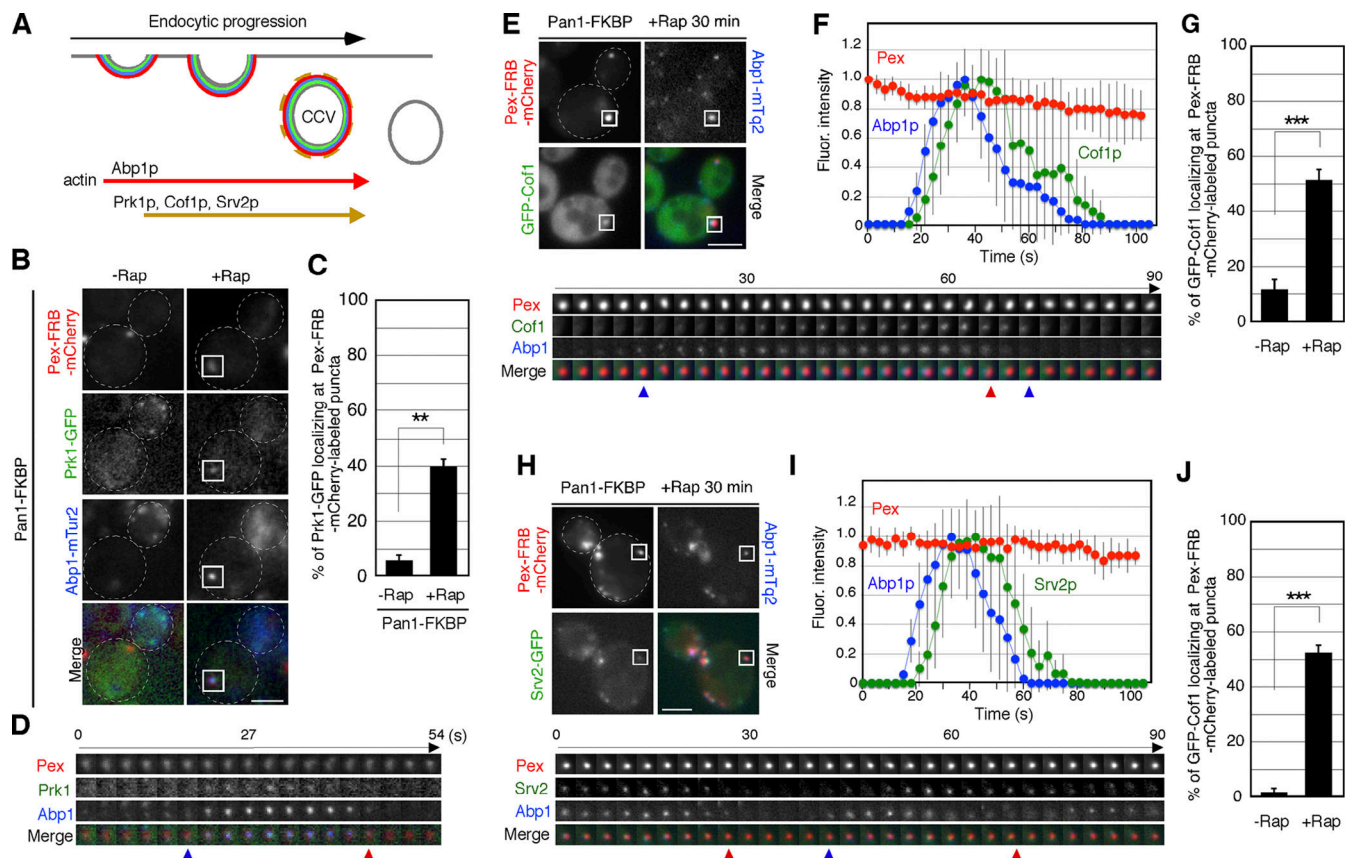 A
Endocytic progression
CCV
actin
Abp1p
Prk1p, Cof1p, Srv2p
B
-Rap
+Rap
Pan1-FKBP
Pex-FRB
-mCherry
Prk1-GFP
Abp1-mTur2
Merge
C
% of Prk1-GFP localizing at Pex-FRB
-mCherry-labeled puncta
100
80
60
40
20
0
**
-Rap +Rap
Pan1-FKBP
D
0 27 54 (s)
Pex
Prk1
Abp1
Merge
E
Pan1-FKBP +Rap 30 min
Pex-FRB
-mCherry
Abp1-mTq2
GFP-Cof1
Merge
F
Fluor. intensity
1.2
1.0
0.8
0.6
0.4
0.2
0
Pex
Abp1p
Cof1p
0 20 40 60 80 100
Time (s)
30 60 90
Pex
Cof1
Abp1
Merge
G
% of GFP-Cof1 localizing at Pex-FRB
-mCherry-labeled puncta
100
80
60
40
20
0
***
-Rap +Rap
H
Pan1-FKBP +Rap 30 min
Pex-FRB
-mCherry
Abp1-mTq2
Srv2-GFP
Merge
I
Fluor. intensity
1.2
1.0
0.8
0.6
0.4
0.2
0
Pex
Abp1p
Srv2p
0 20 40 60 80 100
Time (s)
0 30 60 90
Pex
Srv2
Abp1
Merge
J
% of GFP-Cof1 localizing at Pex-FRB
-mCherry-labeled puncta
100
80
60
40
20
0
***
-Rap +Rap